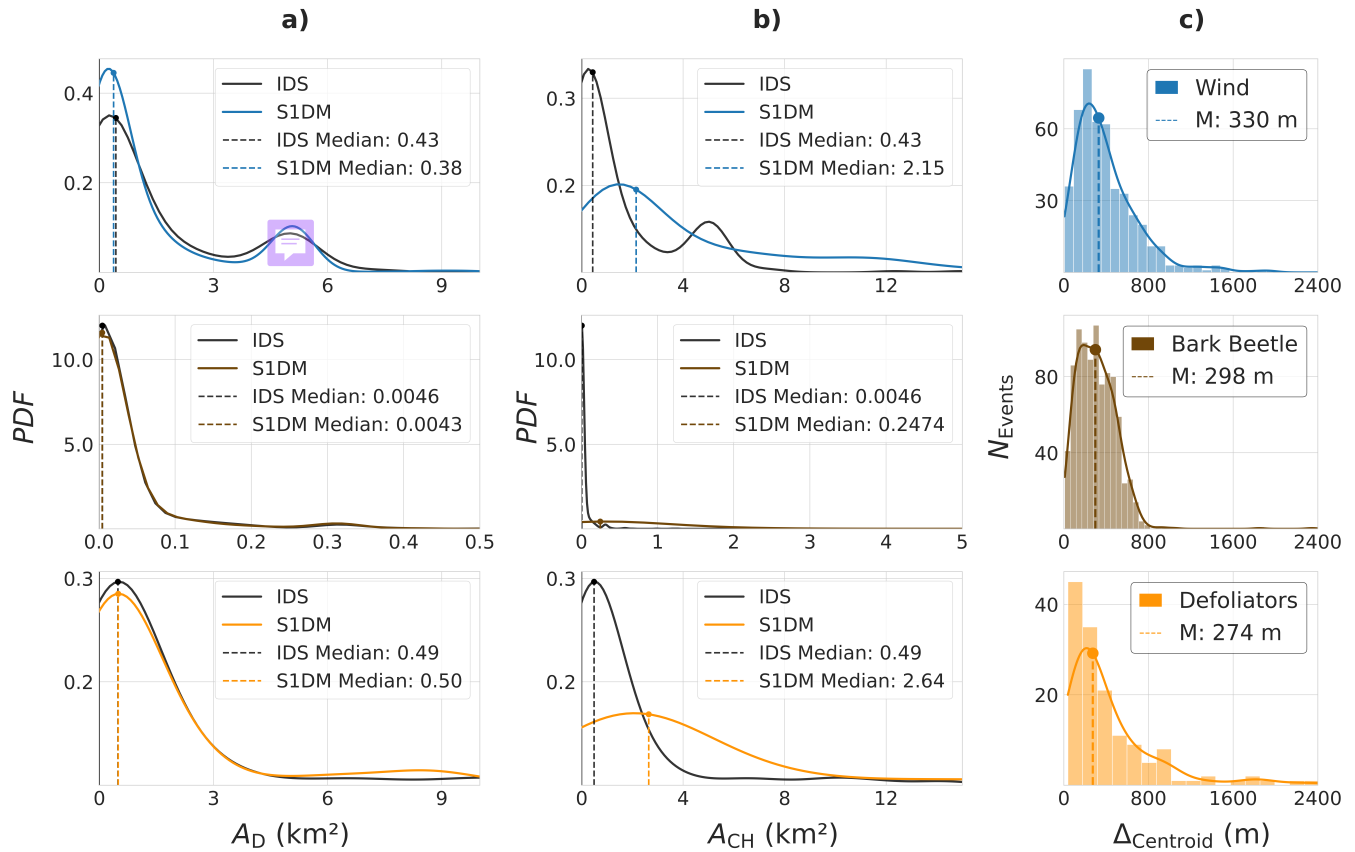 a)
b)
c)
0.4
0.2
IDS
S1DM
IDS Median: 0.43
S1DM Median: 0.38
0 3 6 9
0.3
0.2
IDS
S1DM
IDS Median: 0.43
S1DM Median: 2.15
0 4 8 12
60
30
Wind
M: 330 m
0 800 1600 2400
PDF
10.0
5.0
IDS
S1DM
IDS Median: 0.0046
S1DM Median: 0.0043
0.0 0.1 0.2 0.3 0.4 0.5
PDF
10.0
5.0
IDS
S1DM
IDS Median: 0.0046
S1DM Median: 0.2474
0 1 2 3 4 5
N_Events
80
40
Bark Beetle
M: 298 m
0 800 1600 2400
0.3
0.2
IDS
S1DM
IDS Median: 0.49
S1DM Median: 0.50
0 3 6 9
A_D (km²)
0.3
0.2
IDS
S1DM
IDS Median: 0.49
S1DM Median: 2.64
0 4 8 12
A_CH (km²)
40
20
Defoliators
M: 274 m
0 800 1600 2400
Δ_Centroid (m)